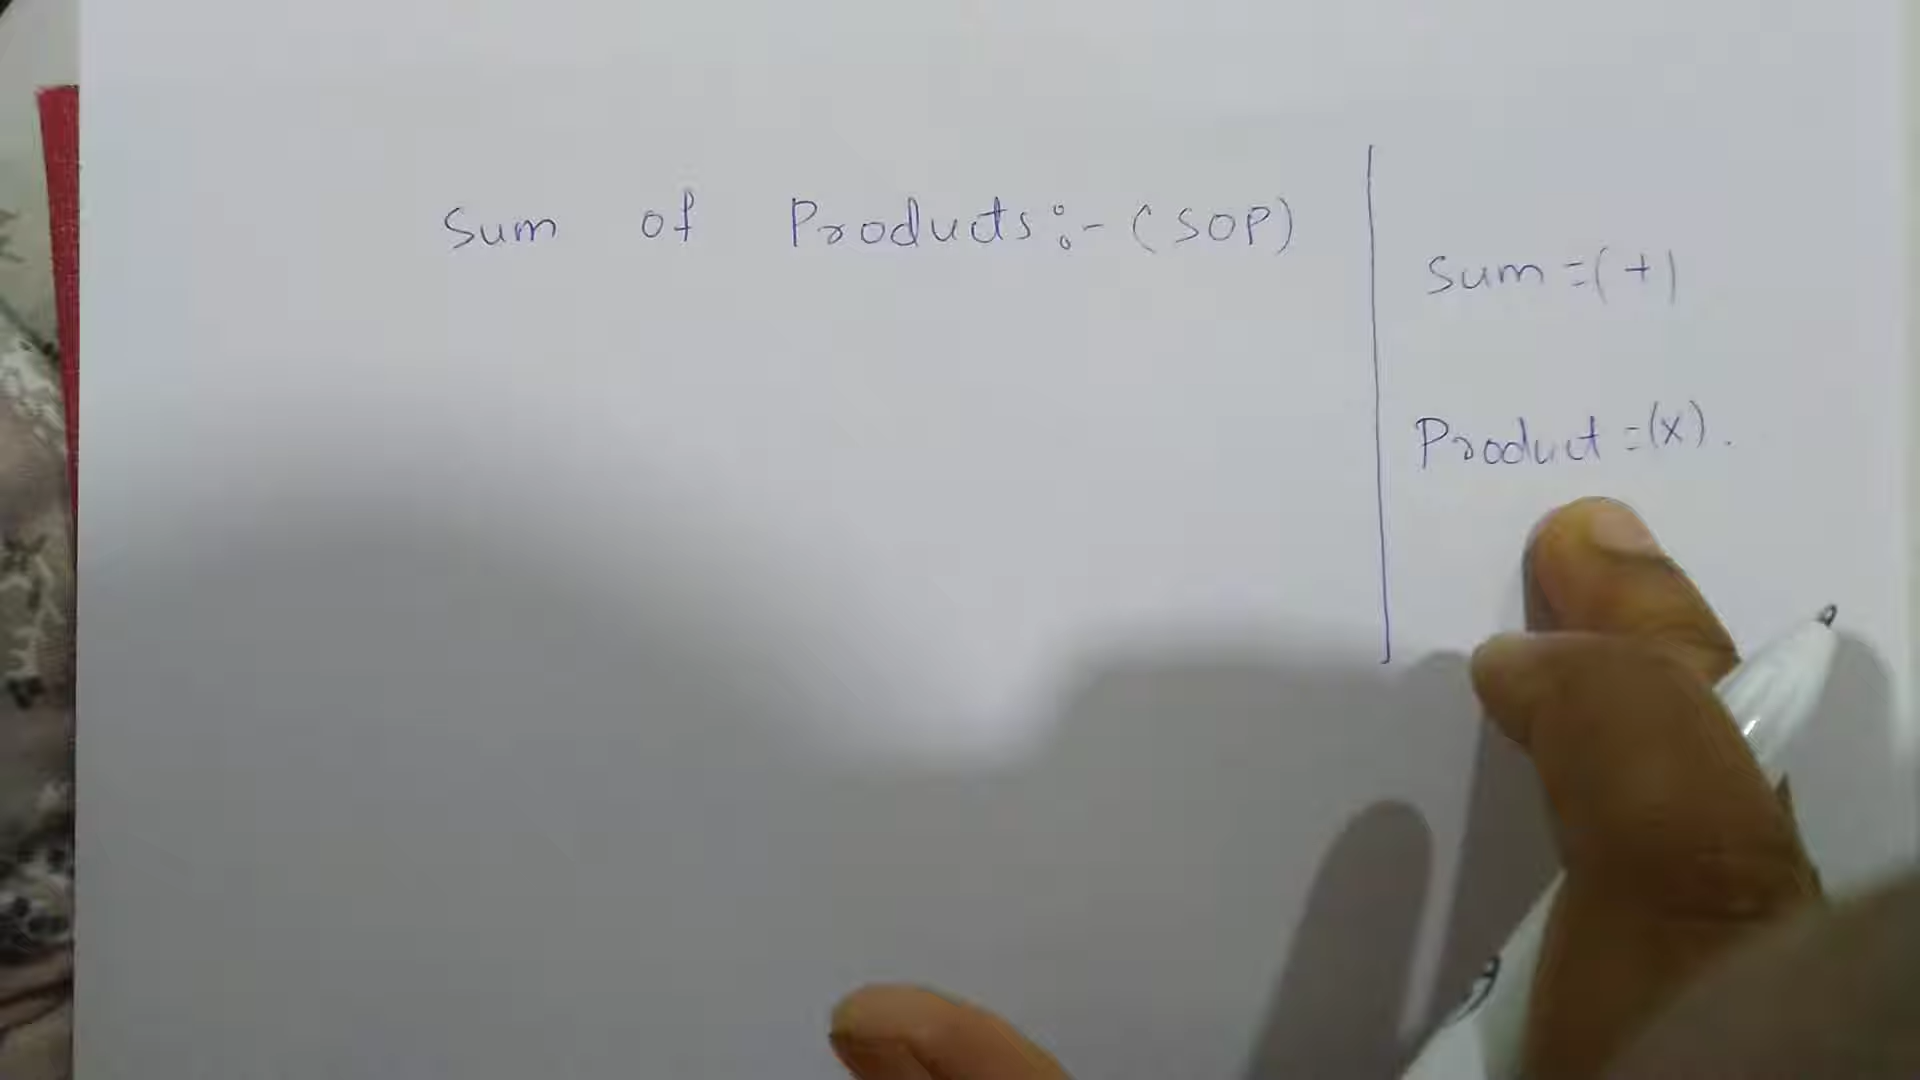 Sum of Products:- (SOP)
Sum = (+)
Product = (x).